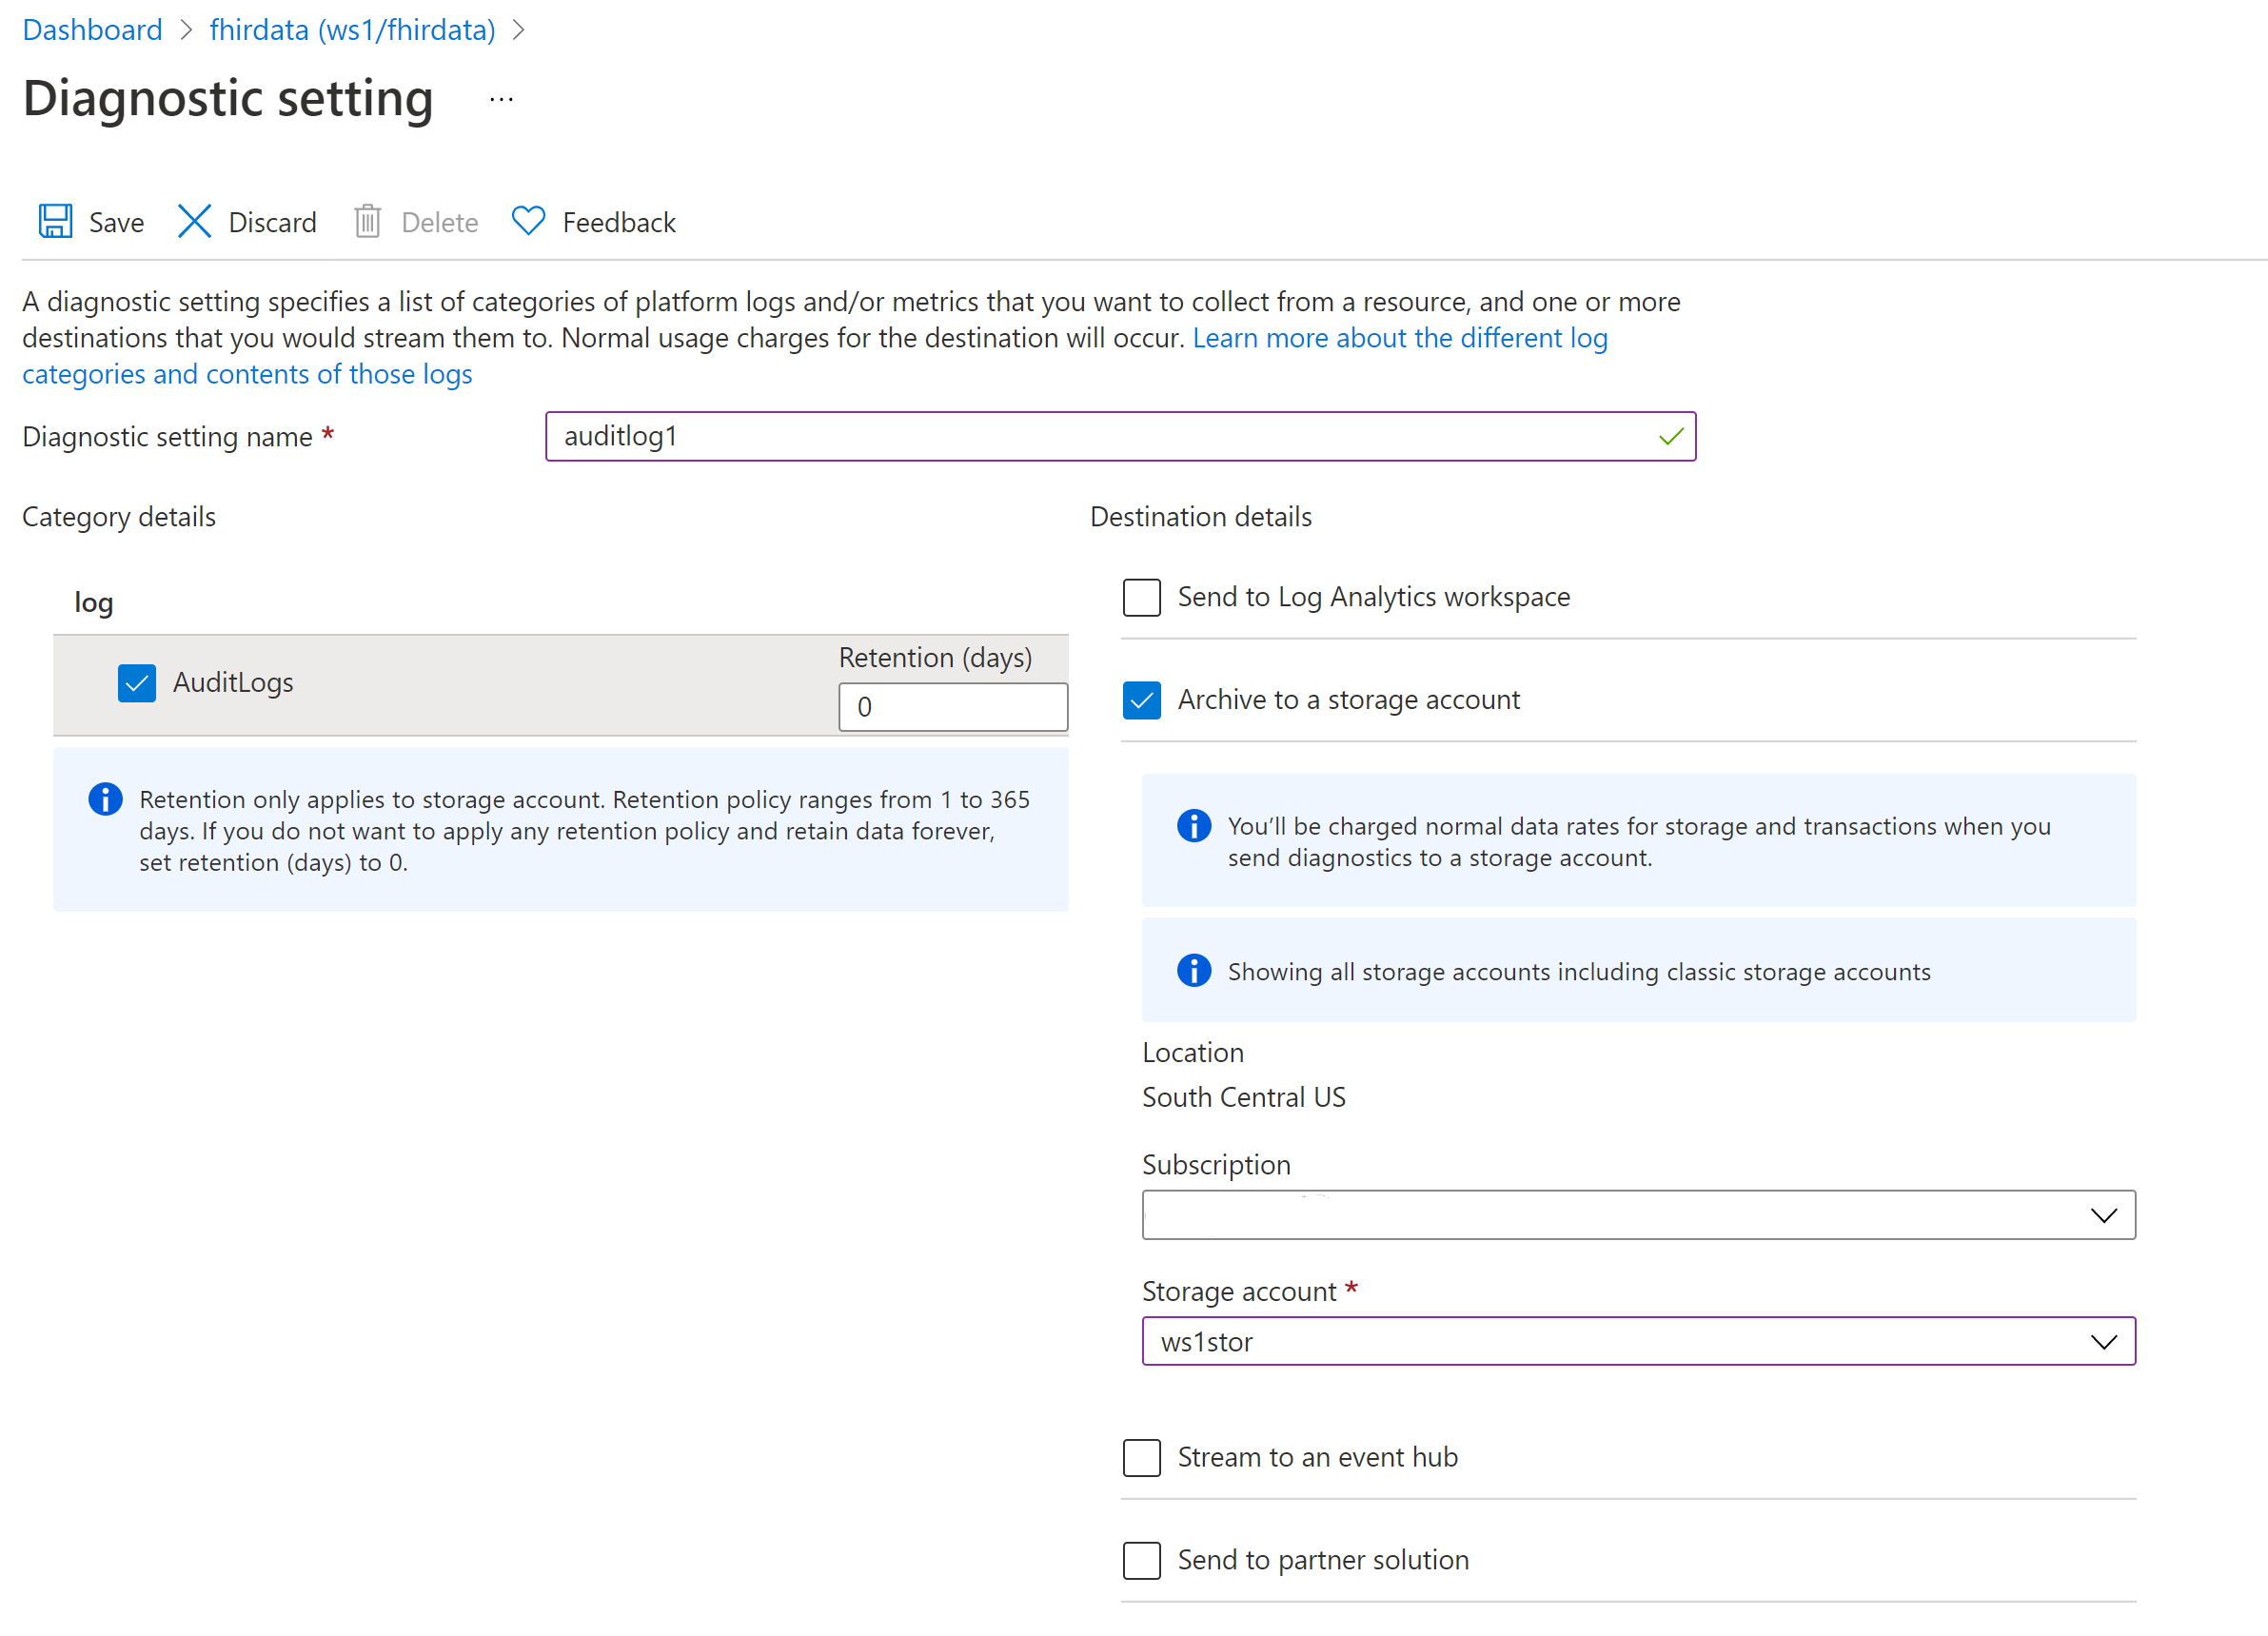 Dashboard > fhirdata (ws1/fhirdata) >
Diagnostic setting ...
Save Discard Delete Feedback
A diagnostic setting specifies a list of categories of platform logs and/or metrics that you want to collect from a resource, and one or more
destinations that you would stream them to. Normal usage charges for the destination will occur. Learn more about the different log
categories and contents of those logs
Diagnostic setting name *
auditlog1
Category details
log
AuditLogs
Retention (days)
0
Retention only applies to storage account. Retention policy ranges from 1 to 365
days. If you do not want to apply any retention policy and retain data forever,
set retention (days) to 0.
Destination details
Send to Log Analytics workspace
Archive to a storage account
You’ll be charged normal data rates for storage and transactions when you
send diagnostics to a storage account.
Showing all storage accounts including classic storage accounts
Location
South Central US
Subscription
Storage account *
ws1stor
Stream to an event hub
Send to partner solution